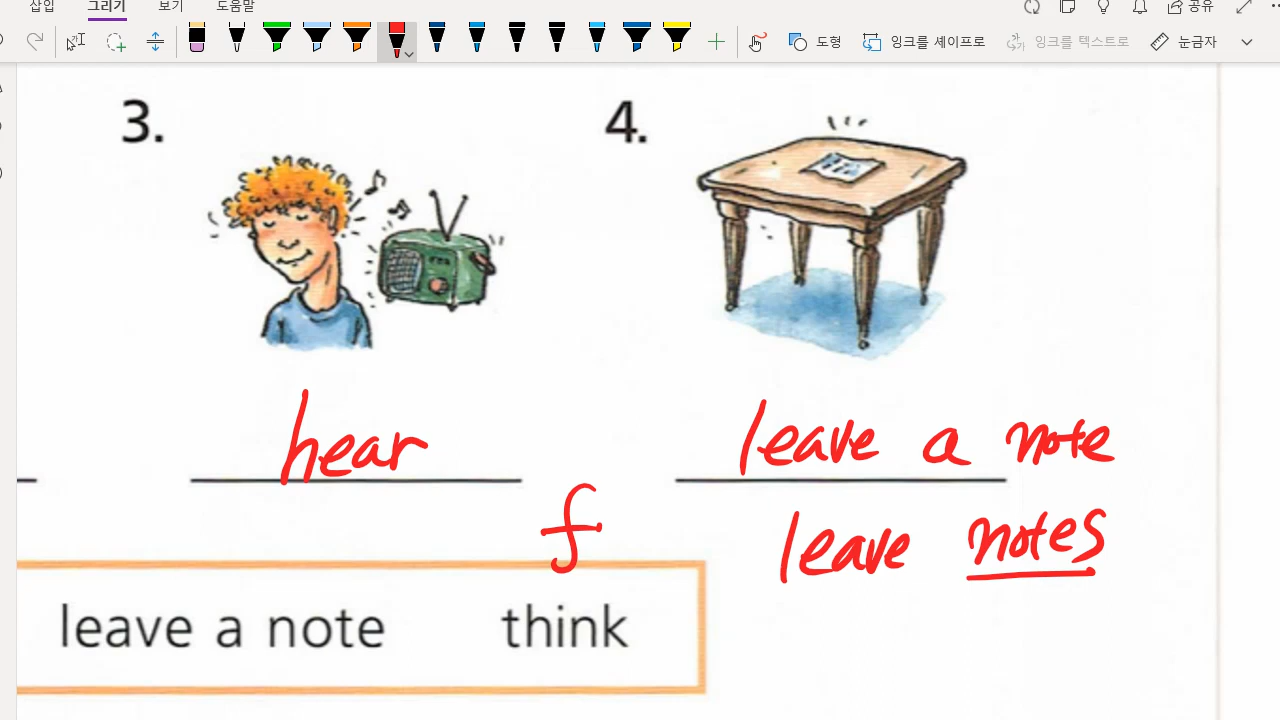 삽입 그리기 보기 도움말 공유
도형 잉크를 셰이프로 잉크를 텍스트로 눈금자
3. 4.
hear leave a note
f leave notes
leave a note think